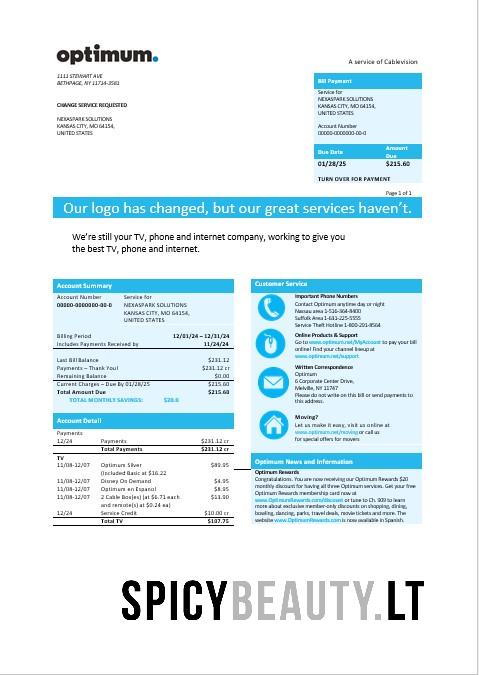 optimum.
A service of Cablevision
1111 STEWART AVE
BETHPAGE, NY 11714-3581
CHANGE SERVICE REQUESTED
NEXASPARK SOLUTIONS
KANSAS CITY, MO 64154,
UNITED STATES
Bill Payment
Service for
NEXASPARK SOLUTIONS
KANSAS CITY, MO 64154,
UNITED STATES
Account Number
00000-0000000-00-0
Due Date Amount Due
01/28/25 $215.60
TURN OVER FOR PAYMENT
Page 1 of 1
Our logo has changed, but our great services haven't.
We're still your TV, phone and internet company, working to give you
the best TV, phone and internet.
Account Summary
Account Number Service for
00000-0000000-00-0 NEXASPARK SOLUTIONS
KANSAS CITY, MO 64154,
UNITED STATES
Billing Period 12/01/24 – 12/31/24
Includes Payments Received by 11/24/24
Last Bill Balance $231.12
Payments – Thank You! $231.12 cr
Remaining Balance $0.00
Current Charges – Due By 01/28/25 $215.60
Total Amount Due $215.60
TOTAL MONTHLY SAVINGS: $20.0
Account Detail
Payments
12/24 Payments $231.12 cr
Total Payments $231.12 cr
TV
11/08-12/07 Optimum Silver $89.95
(Included Basic at $16.22
11/08-12/07 Disney On Demand $4.95
11/08-12/07 Optimum en Espanol $8.95
11/08-12/07 2 Cable Box(es) (at $6.71 each $13.90
and remote(s) at $0.24 ea)
12/24 Service Credit $10.00 cr
Total TV $107.75
Customer Service
Important Phone Numbers
Contact Optimum anytime day or night
Nassau area 1-516-364-8400
Suffolk Area 1-631-225-5555
Service Theft Hotline 1-800-291-8564
Online Products & Support
Go to www.optimum.net/MyAccount to pay your bill
online! Find your channel lineup at
www.optimum.net/support
Written Correspondence
Optimum
6 Corporate Center Drive,
Melville, NY 11747
Please do not write on this bill or send payments to
this address.
Moving?
Let us make it easy, visit us online at
www.optimum.net/moving or call us
for special offers for movers
Optimum News and Information
Optimum Rewards
Congratulations. You are now receiving our Optimum Rewards $20
monthly discount for having all three Optimum services. Get your free
Optimum Rewards membership card now at
www.OptimumRewards.com/discount or tune to Ch. 909 to learn
more about exclusive member-only discounts on shopping, dining,
bowling, dancing, parks, travel deals, movie tickets and more. The
website www.OptimumRewards.com is now available in Spanish.
SPICYBEAUTY.LT